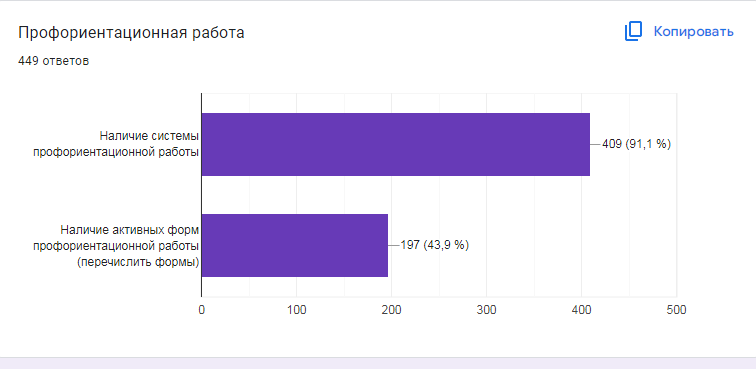 Профориентационная работа
Копировать
449 ответов
Наличие системы
профориентационной работы
409 (91,1 %)
Наличие активных форм
профориентационной работы
(перечислить формы)
197 (43,9 %)
0
100
200
300
400
500